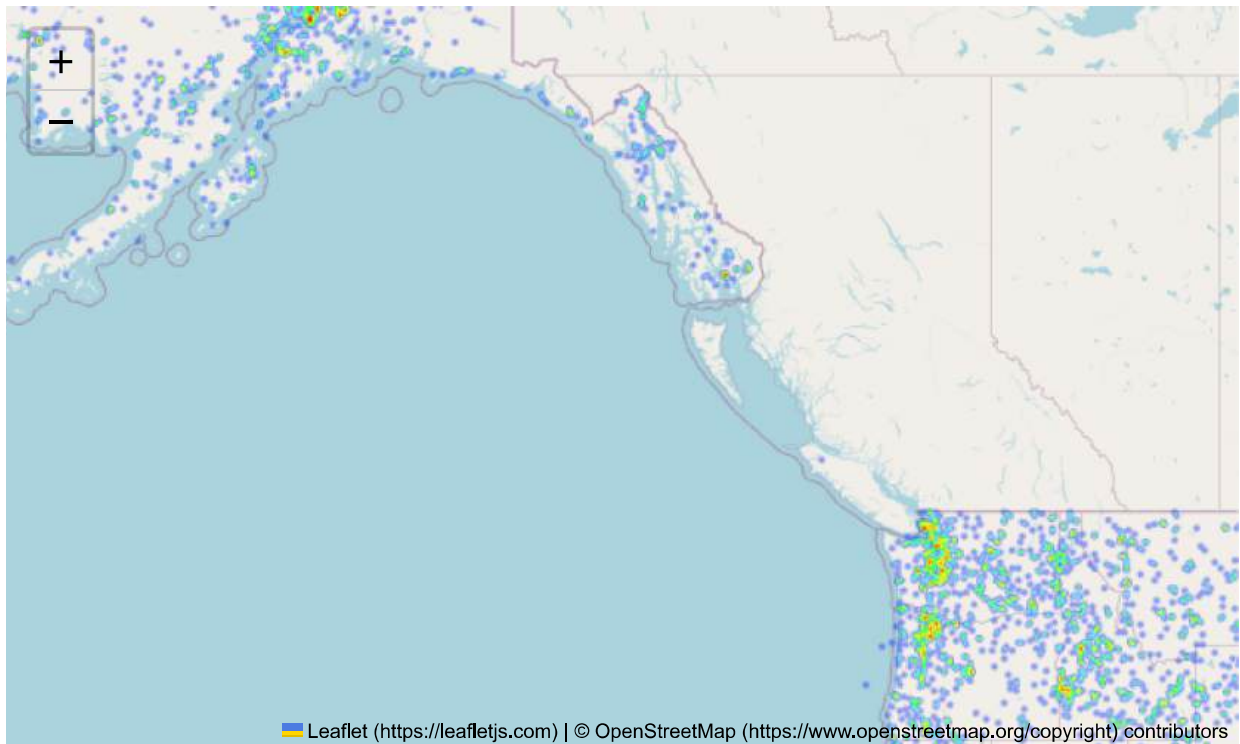 +
−
Leaflet (https://leafletjs.com) | © OpenStreetMap (https://www.openstreetmap.org/copyright) contributors